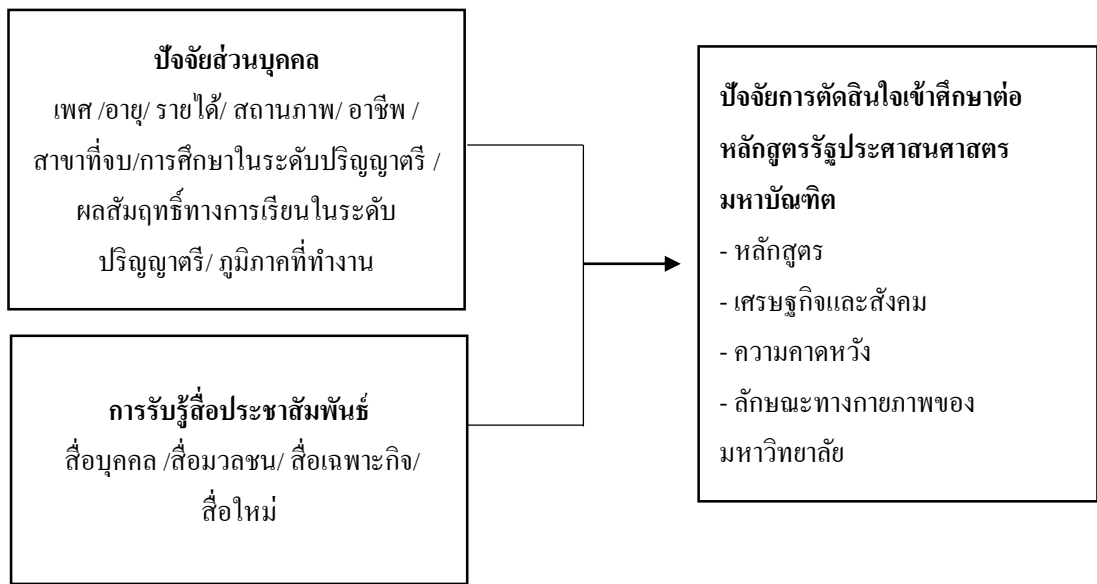 ปัจจัยส่วนบุคคล
เพศ /อายุ/ รายได้/ สถานภาพ/ อาชีพ /
สาขาที่จบ/การศึกษาในระดับปริญญาตรี /
ผลสัมฤทธิ์ทางการเรียนในระดับ
ปริญญาตรี/ ภูมิภาคที่ทำงาน
การรับรู้สื่อประชาสัมพันธ์
สื่อบุคคล /สื่อมวลชน/ สื่อเฉพาะกิจ/
สื่อใหม่
ปัจจัยการตัดสินใจเข้าศึกษาต่อ
หลักสูตรรัฐประศาสนศาสตร
มหาบัณฑิต
- หลักสูตร
- เศรษฐกิจและสังคม
- ความคาดหวัง
- ลักษณะทางกายภาพของ
มหาวิทยาลัย